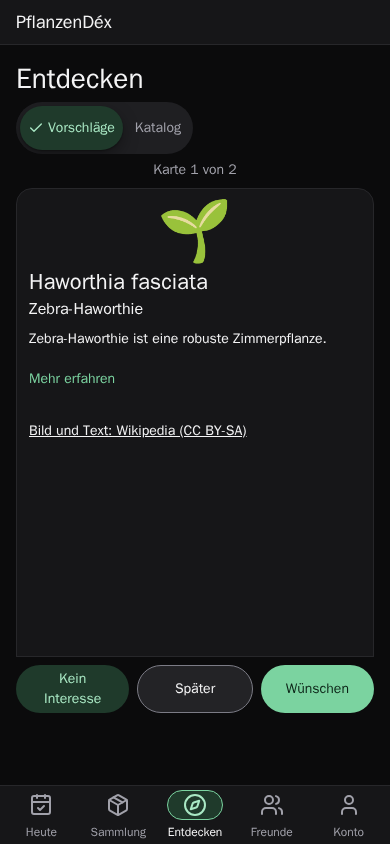 PflanzenDéx
Entdecken
Vorschläge
Katalog
Karte 1 von 2
Haworthia fasciata
Zebra-Haworthie
Zebra-Haworthie ist eine robuste Zimmerpflanze.
Mehr erfahren
Bild und Text: Wikipedia (CC BY-SA)
Kein
Interesse
Später
Wünschen
Heute
Sammlung
Entdecken
Freunde
Konto